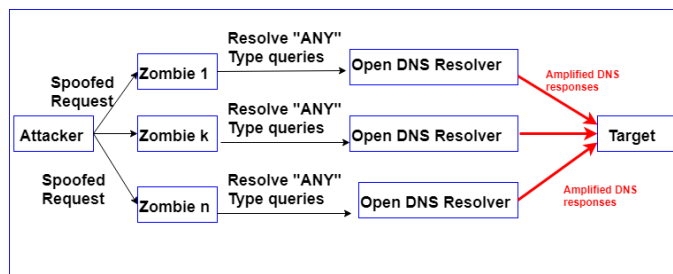 Spoofed
Request
Attacker
Spoofed
Request
Zombie 1
Zombie k
Zombie n
Resolve "ANY"
Type queries
Resolve "ANY"
Type queries
Resolve "ANY"
Type queries
Open DNS Resolver
Open DNS Resolver
Open DNS Resolver
Amplified DNS
responses
Target
Amplified DNS
responses